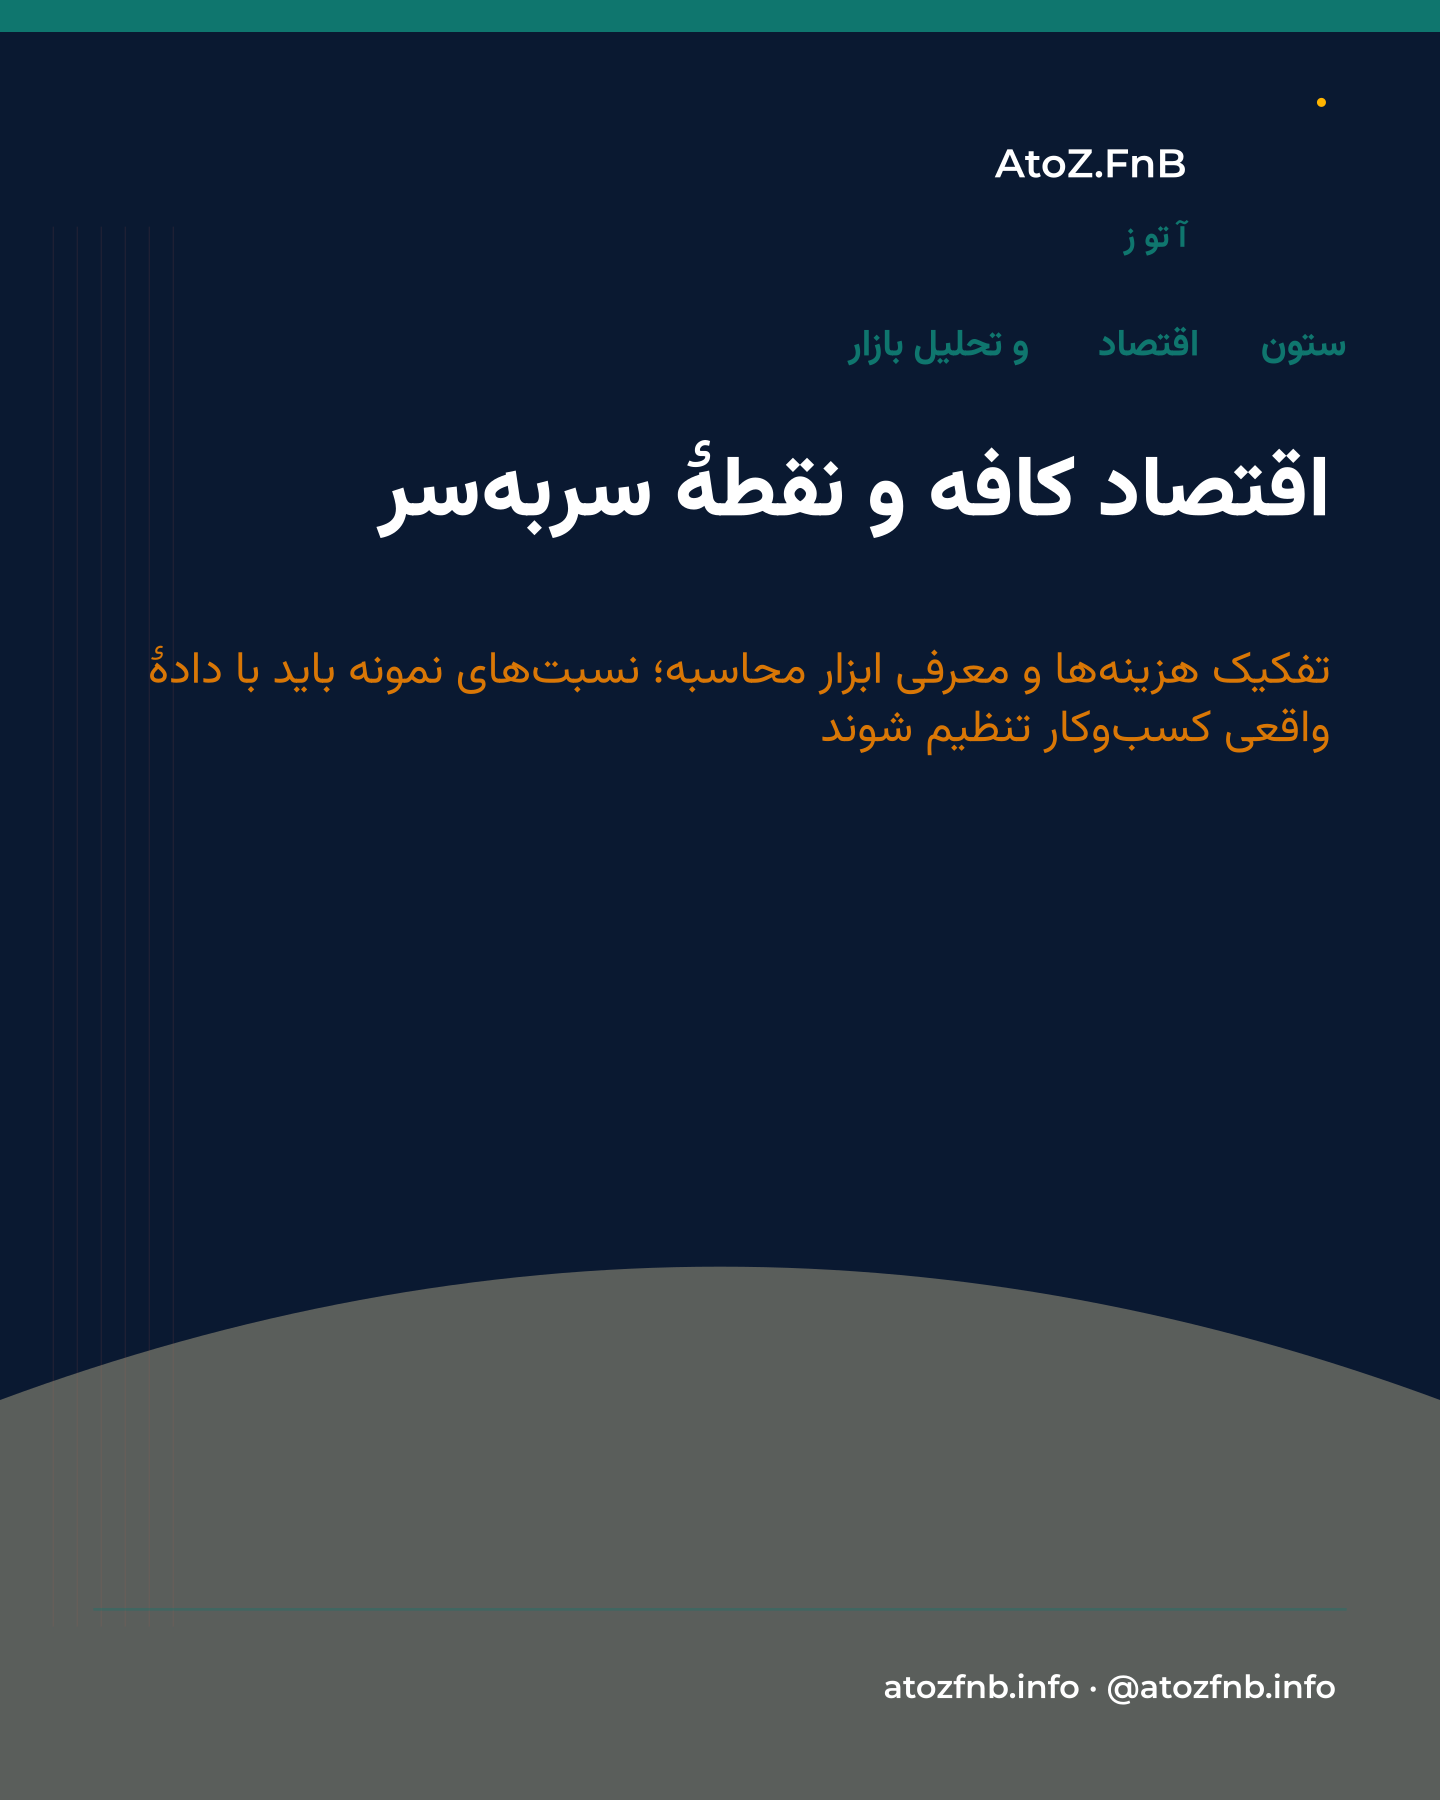 AtoZ.FnB
آ تو ز
ستون اقتصاد و تحلیل بازار
اقتصاد کافه و نقطهٔ سربه‌سر
تفکیک هزینه‌ها و معرفی ابزار محاسبه؛ نسبت‌های نمونه باید با دادهٔ
واقعی کسب‌وکار تنظیم شوند
atozfnb.info · @atozfnb.info